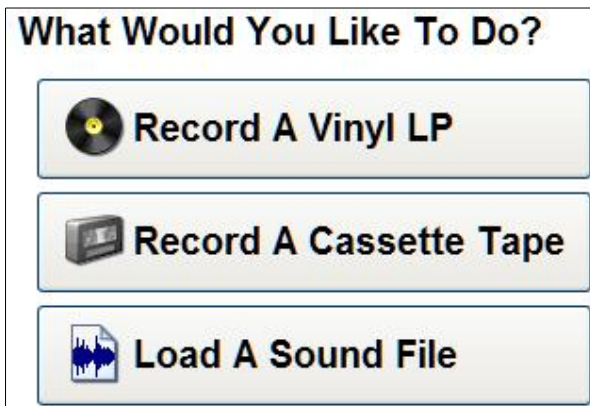 What Would You Like To Do?
Record A Vinyl LP
Record A Cassette Tape
Load A Sound File